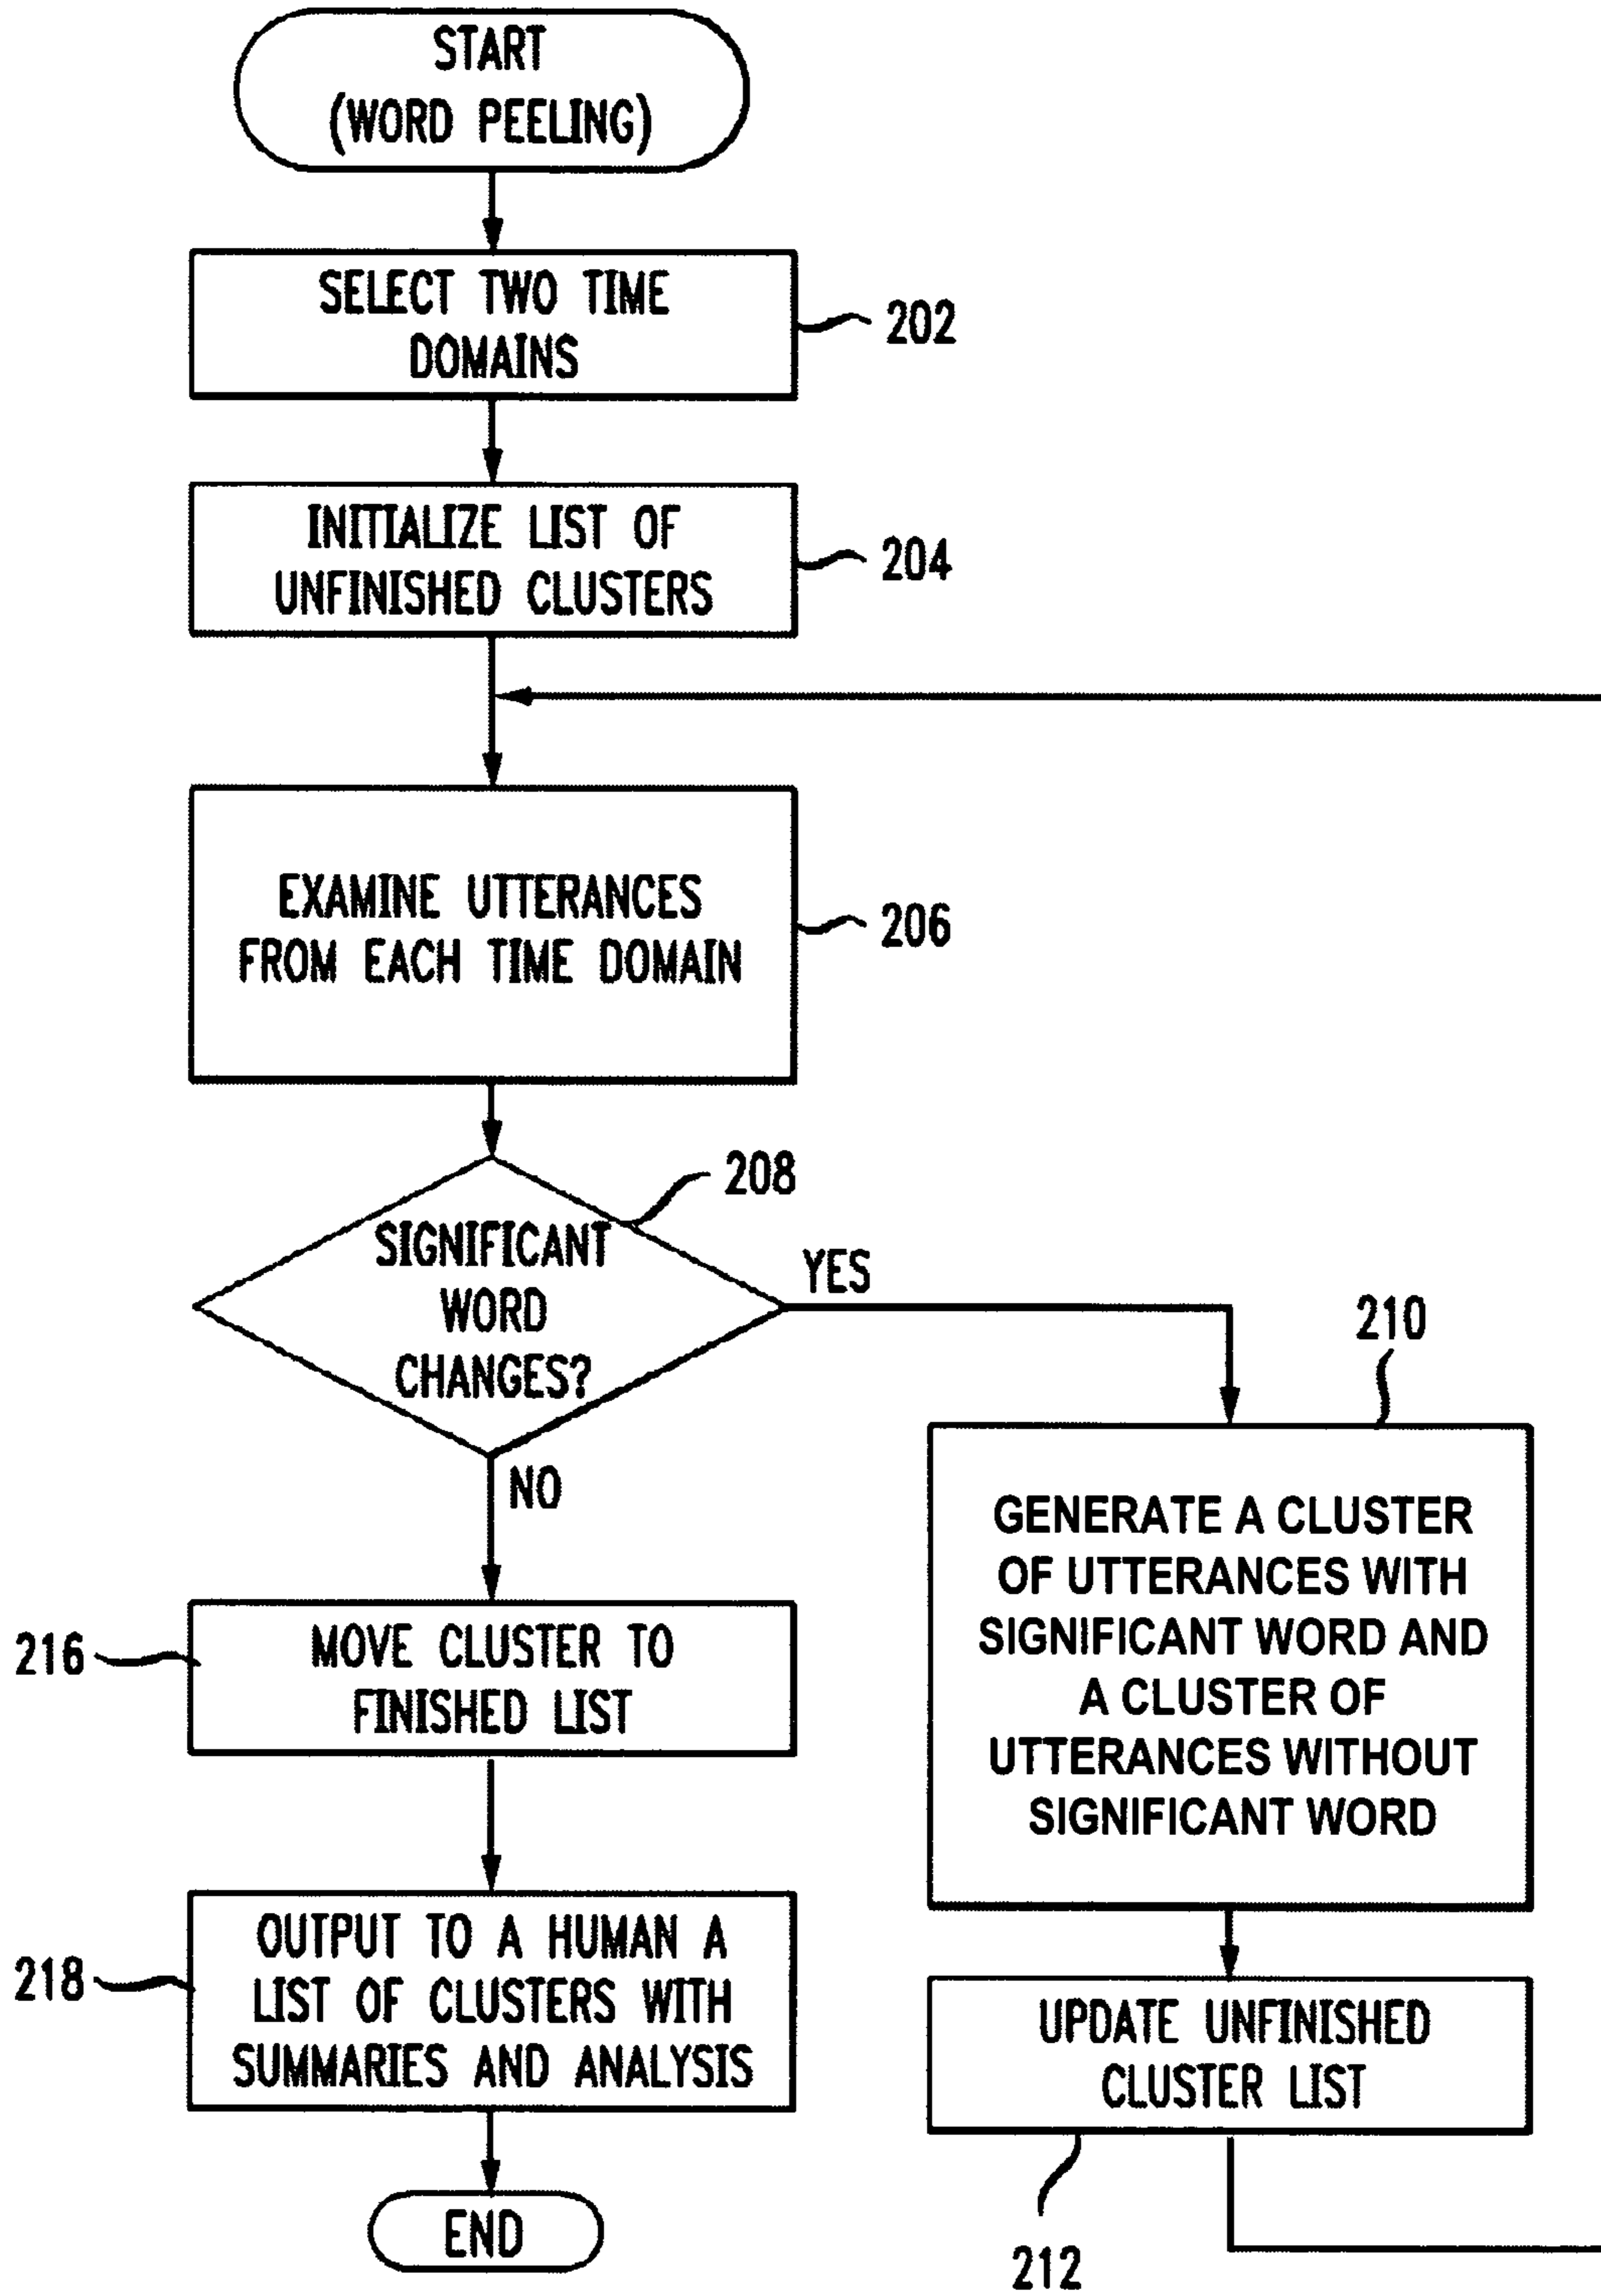 START
(WORD PEELING)
SELECT TWO TIME
DOMAINS
202
INITIALIZE LIST OF
UNFINISHED CLUSTERS
204
EXAMINE UTTERANCES
FROM EACH TIME DOMAIN
206
208
SIGNIFICANT
WORD
CHANGES?
YES
NO
210
GENERATE A CLUSTER
OF UTTERANCES WITH
SIGNIFICANT WORD AND
A CLUSTER OF
UTTERANCES WITHOUT
SIGNIFICANT WORD
216
MOVE CLUSTER TO
FINISHED LIST
218
OUTPUT TO A HUMAN A
LIST OF CLUSTERS WITH
SUMMARIES AND ANALYSIS
UPDATE UNFINISHED
CLUSTER LIST
212
END